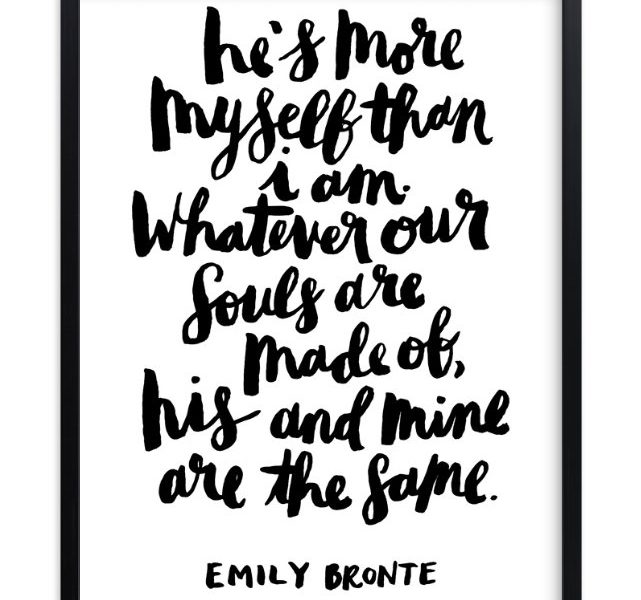 he's more
myself than
i am.
Whatever our
souls are
made of,
his and mine
are the same.
EMILY BRONTE